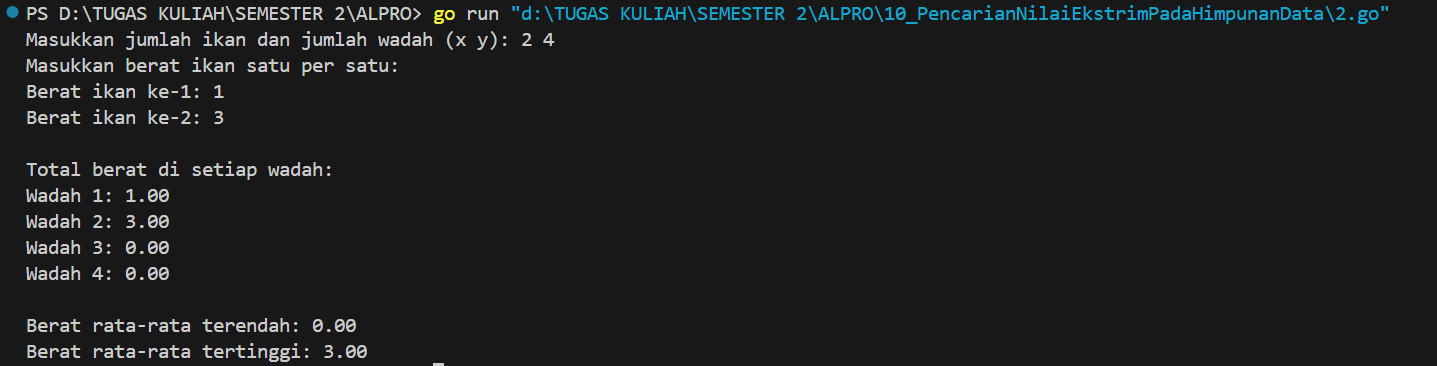 PS D:\TUGAS KULIAH\SEMESTER 2\ALPRO> go run "d:\TUGAS KULIAH\SEMESTER 2\ALPRO\10_PencarianNilaiEkstrimPadaHimpunanData\2.go"
Masukkan jumlah ikan dan jumlah wadah (x y): 2 4
Masukkan berat ikan satu per satu:
Berat ikan ke-1: 1
Berat ikan ke-2: 3
Total berat di setiap wadah:
Wadah 1: 1.00
Wadah 2: 3.00
Wadah 3: 0.00
Wadah 4: 0.00
Berat rata-rata terendah: 0.00
Berat rata-rata tertinggi: 3.00